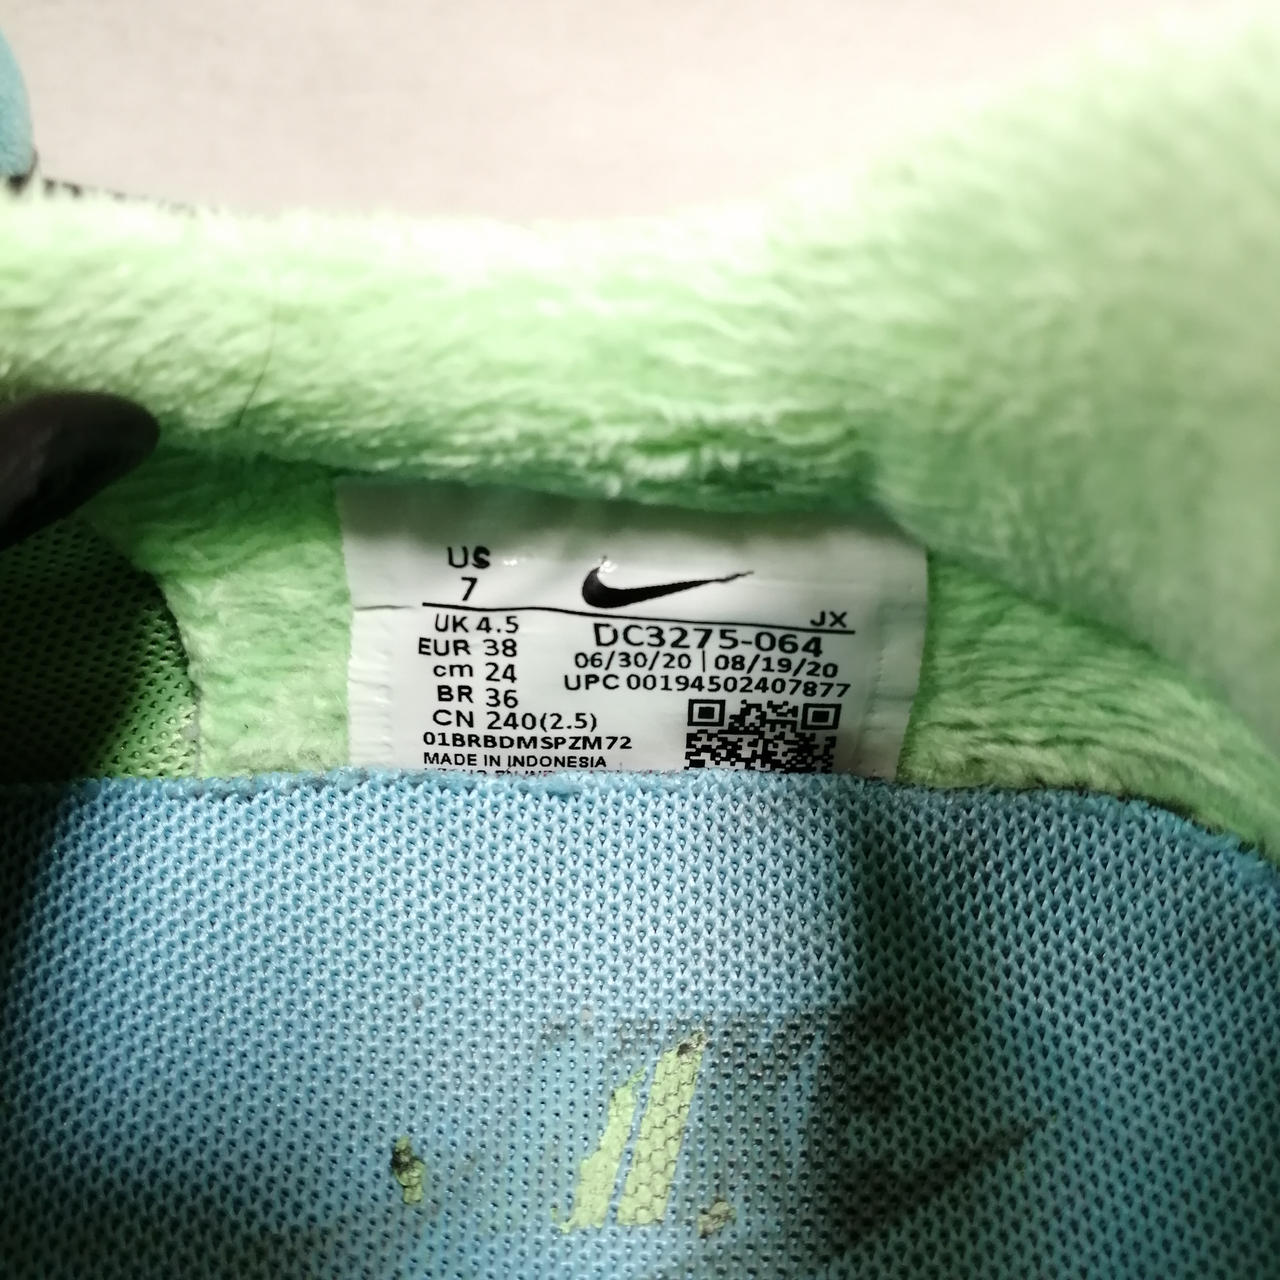 US
7
JX
UK 4.5
EUR 38
cm 24
BR 36
CN 240(2.5)
DC3275-064
06/30/20 | 08/19/20
UPC 00194502407877
01BRBDMSPZM72
MADE IN INDONESIA